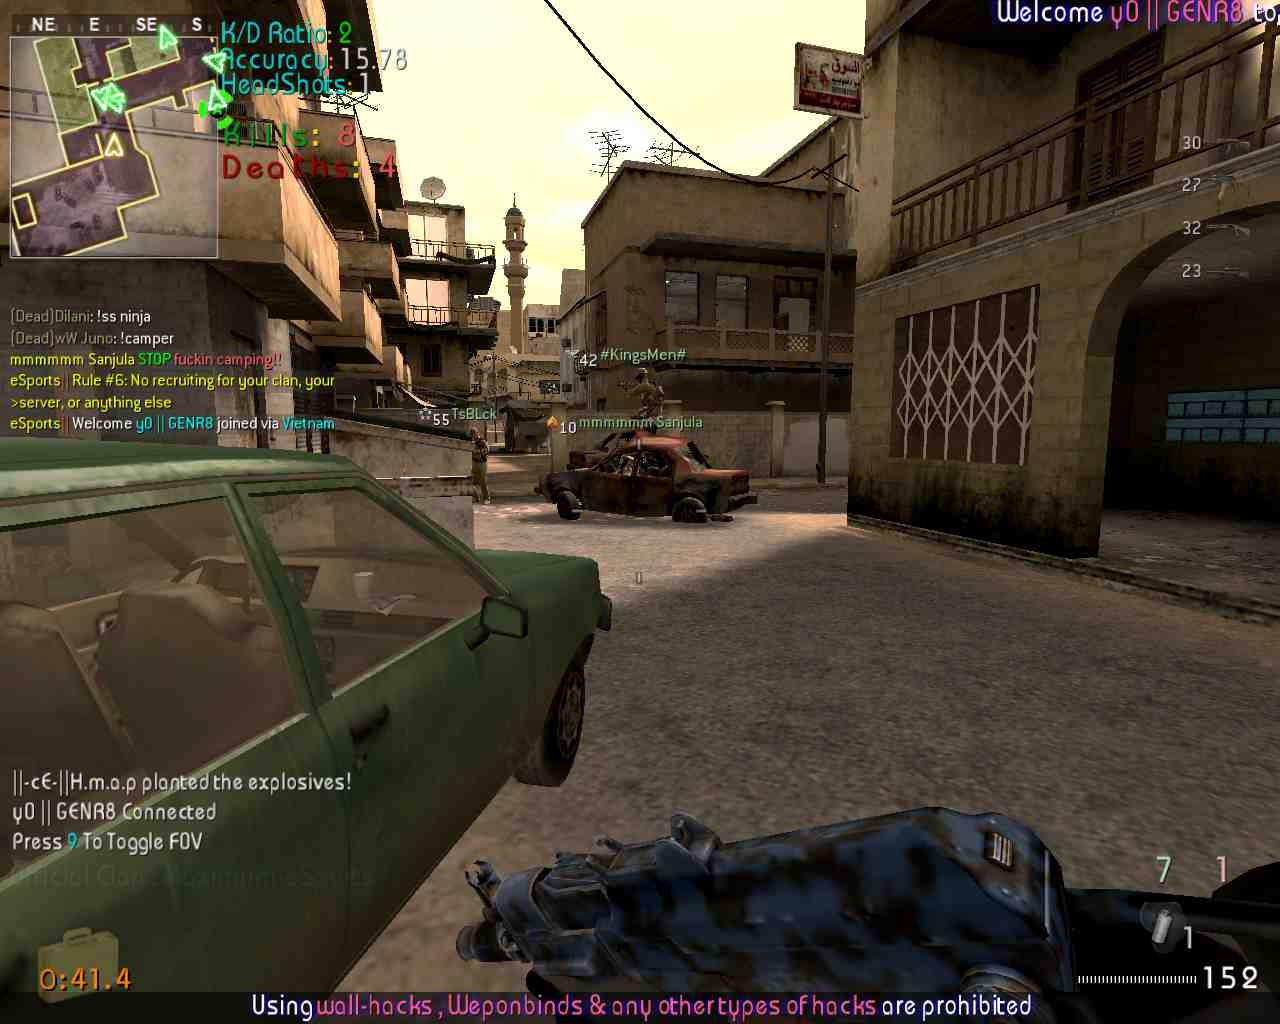 NE E SE S
Welcome y0 || GENR8 to
K/D Ratio: 2
Accuracy: 15.78
HeadShots: 1
Kills: 8
Deaths: 4
30
27
32
23
(Dead)Dilani: !ss ninja
(Dead)wW Juno: !camper
mmmmmm Sanjula STOP fuckin camping!!
eSports | Rule #6: No recruiting for your clan, your
>server, or anything else
eSports | Welcome y0 || GENR8 joined via Vietnam
42 #KingsMen#
55 TsBLck
10 mmmmmm Sanjula
||-c€-||H.m.a.p planted the explosives!
y0 || GENR8 Connected
Press 9 To Toggle FOV
7 1
1
0:41.4
152
Using wall-hacks , Weponbinds & any other types of hacks are prohibited